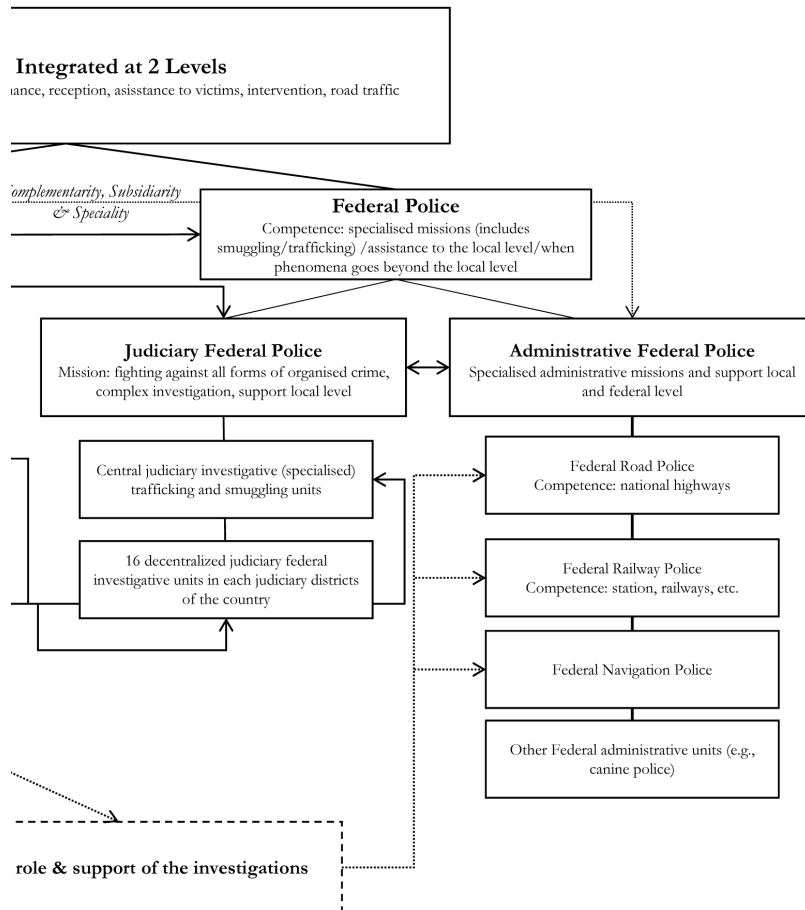 Integrated at 2 Levels
reception, asisstance to victims, intervention, road traffic
Subsidiarity
& Speciality
Federal Police
Competence: specialised missions (includes
smuggling/trafficking) /assistance to the local level/when
phenomena goes beyond the local level
Judiciary Federal Police
Mission: fighting against all forms of organised crime,
complex investigation, support local level
Administrative Federal Police
Specialised administrative missions and support local
and federal level
Central judiciary investigative (specialised)
trafficking and smuggling units
Federal Road Police
Competence: national highways
16 decentralized judiciary federal
investigative units in each judiciary districts
of the country
Federal Railway Police
Competence: station, railways, etc.
Federal Navigation Police
Other Federal administrative units (e.g.,
canine police)
role & support of the investigations